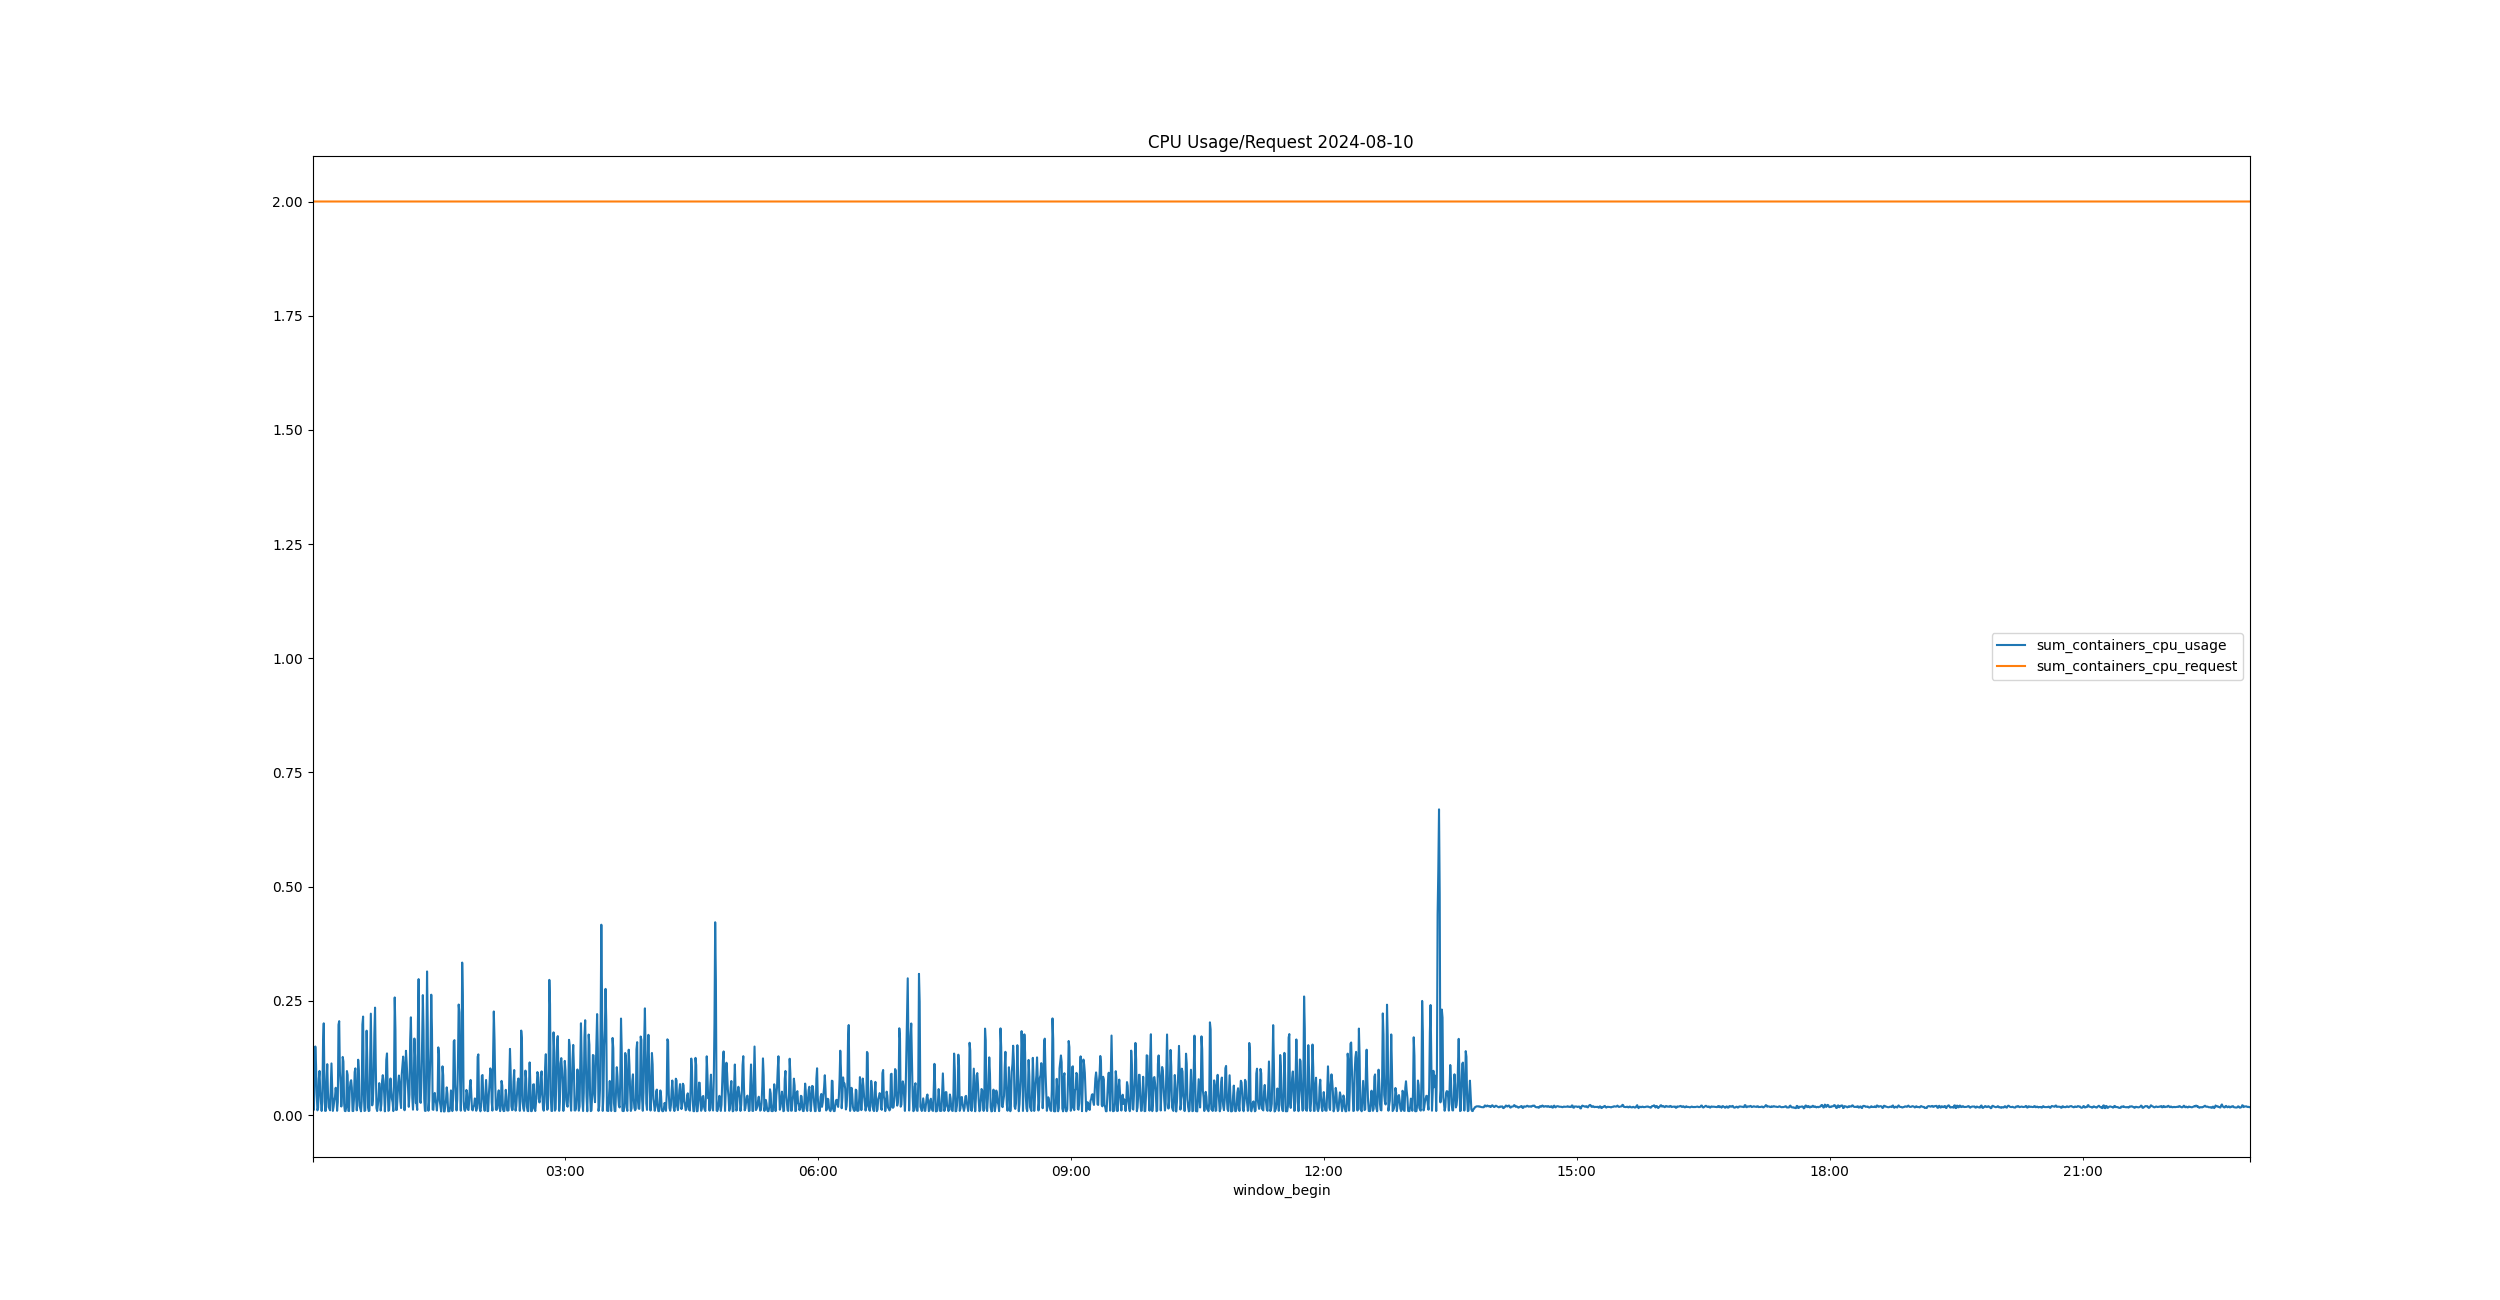 CPU Usage/Request 2024-08-10
2.00
1.75
1.50
1.25
1.00
0.75
0.50
0.25
0.00
sum_containers_cpu_usage
sum_containers_cpu_request
03:00 06:00 09:00 12:00 15:00 18:00 21:00
window_begin